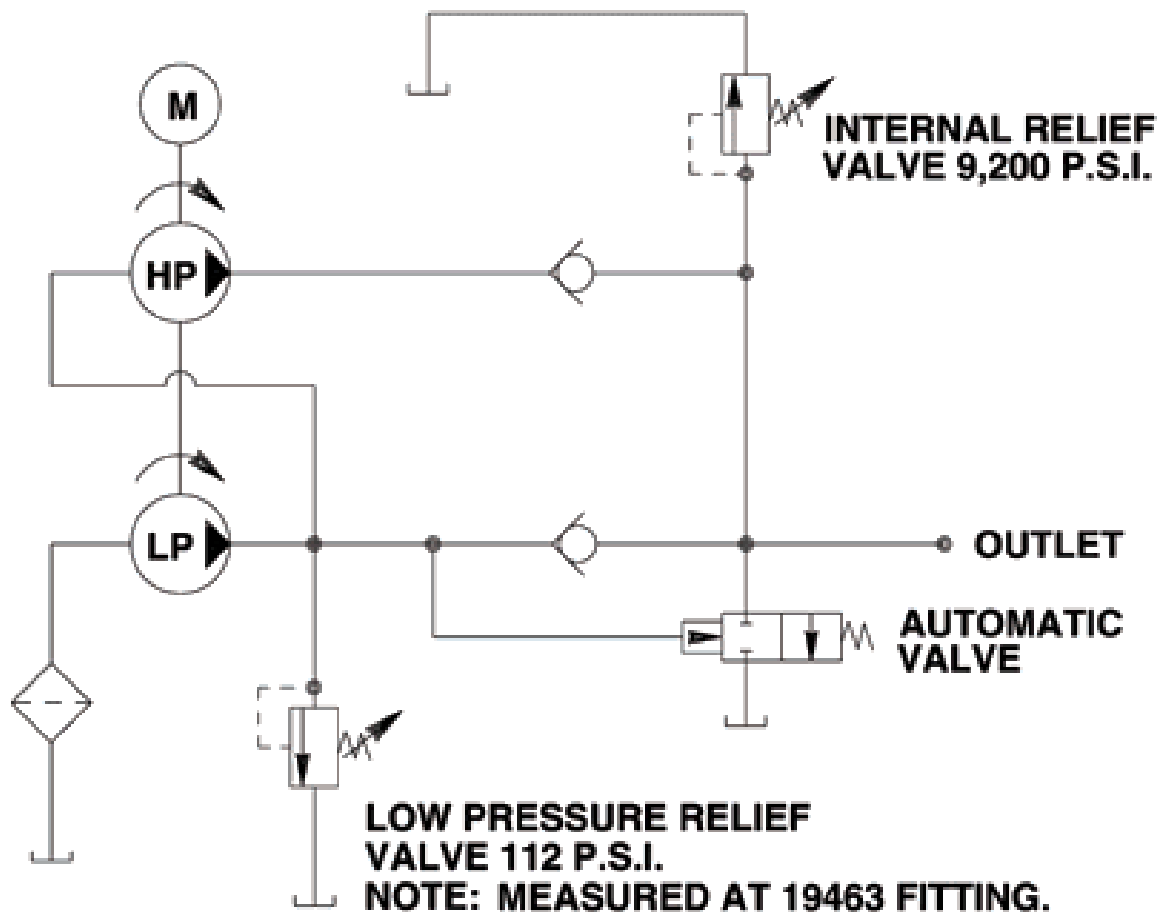 M
INTERNAL RELIEF
VALVE 9,200 P.S.I.
HP
LP
OUTLET
AUTOMATIC
VALVE
LOW PRESSURE RELIEF
VALVE 112 P.S.I.
NOTE: MEASURED AT 19463 FITTING.